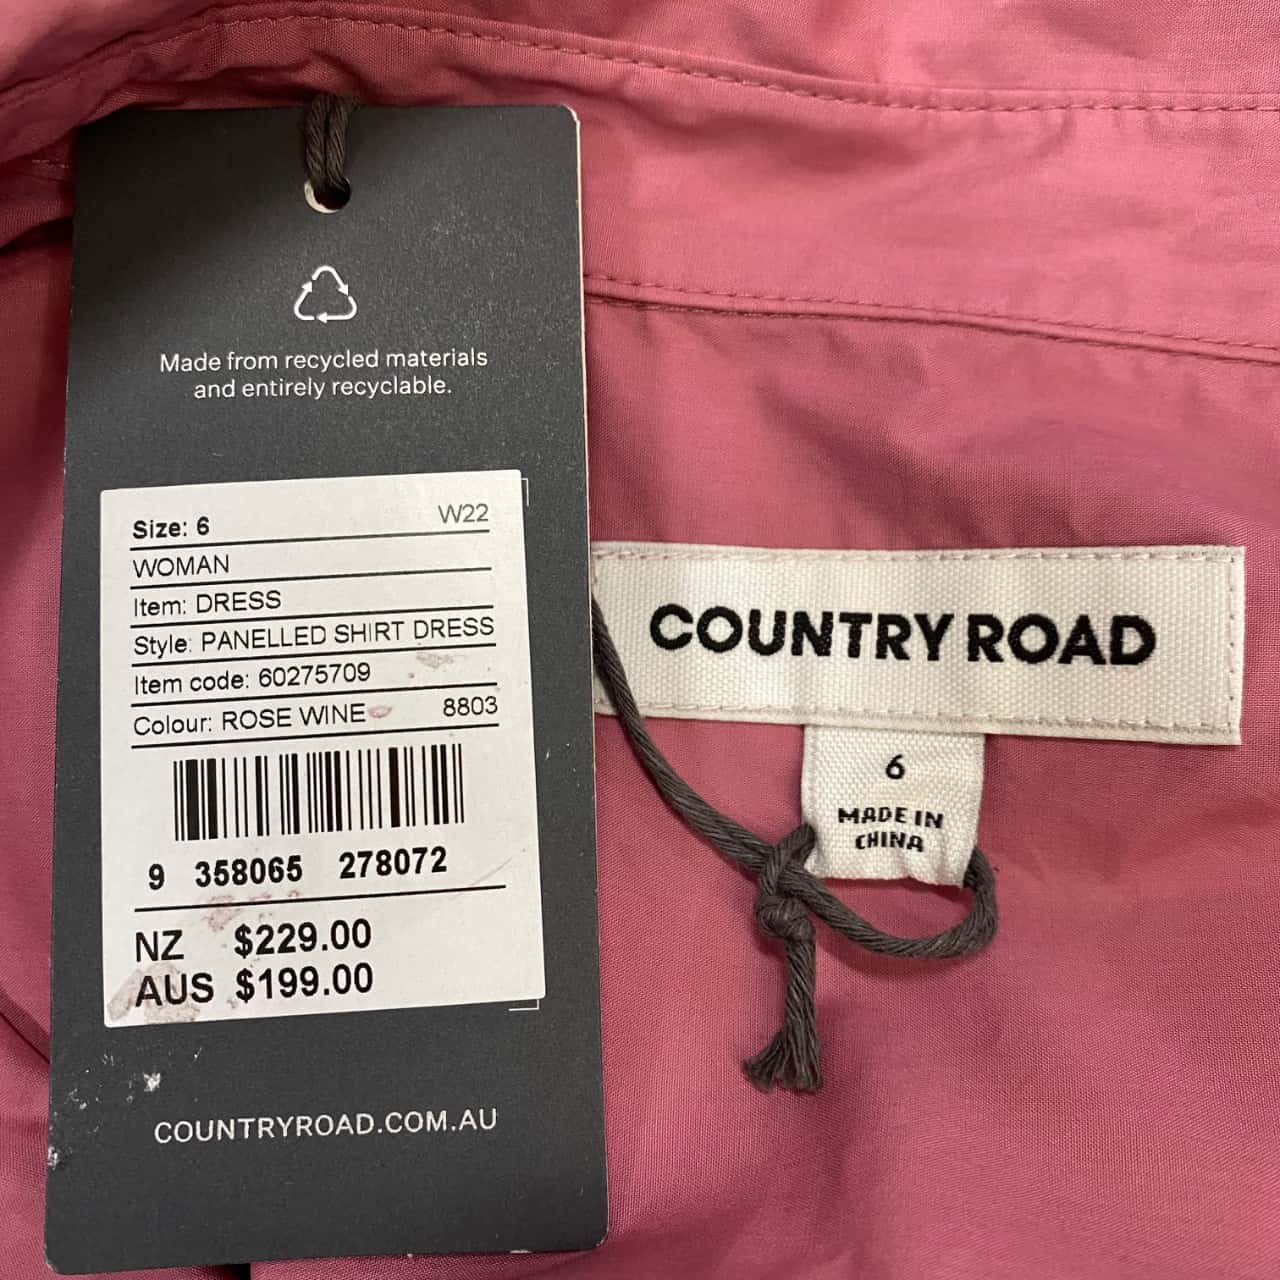 Made from recycled materials
and entirely recyclable.
Size: 6 W22
WOMAN
Item: DRESS
Style: PANELLED SHIRT DRESS
Item code: 60275709
Colour: ROSE WINE 8803
9 358065 278072
NZ $229.00
AUS $199.00
COUNTRYROAD.COM.AU
COUNTRY ROAD
6
MADE IN
CHINA